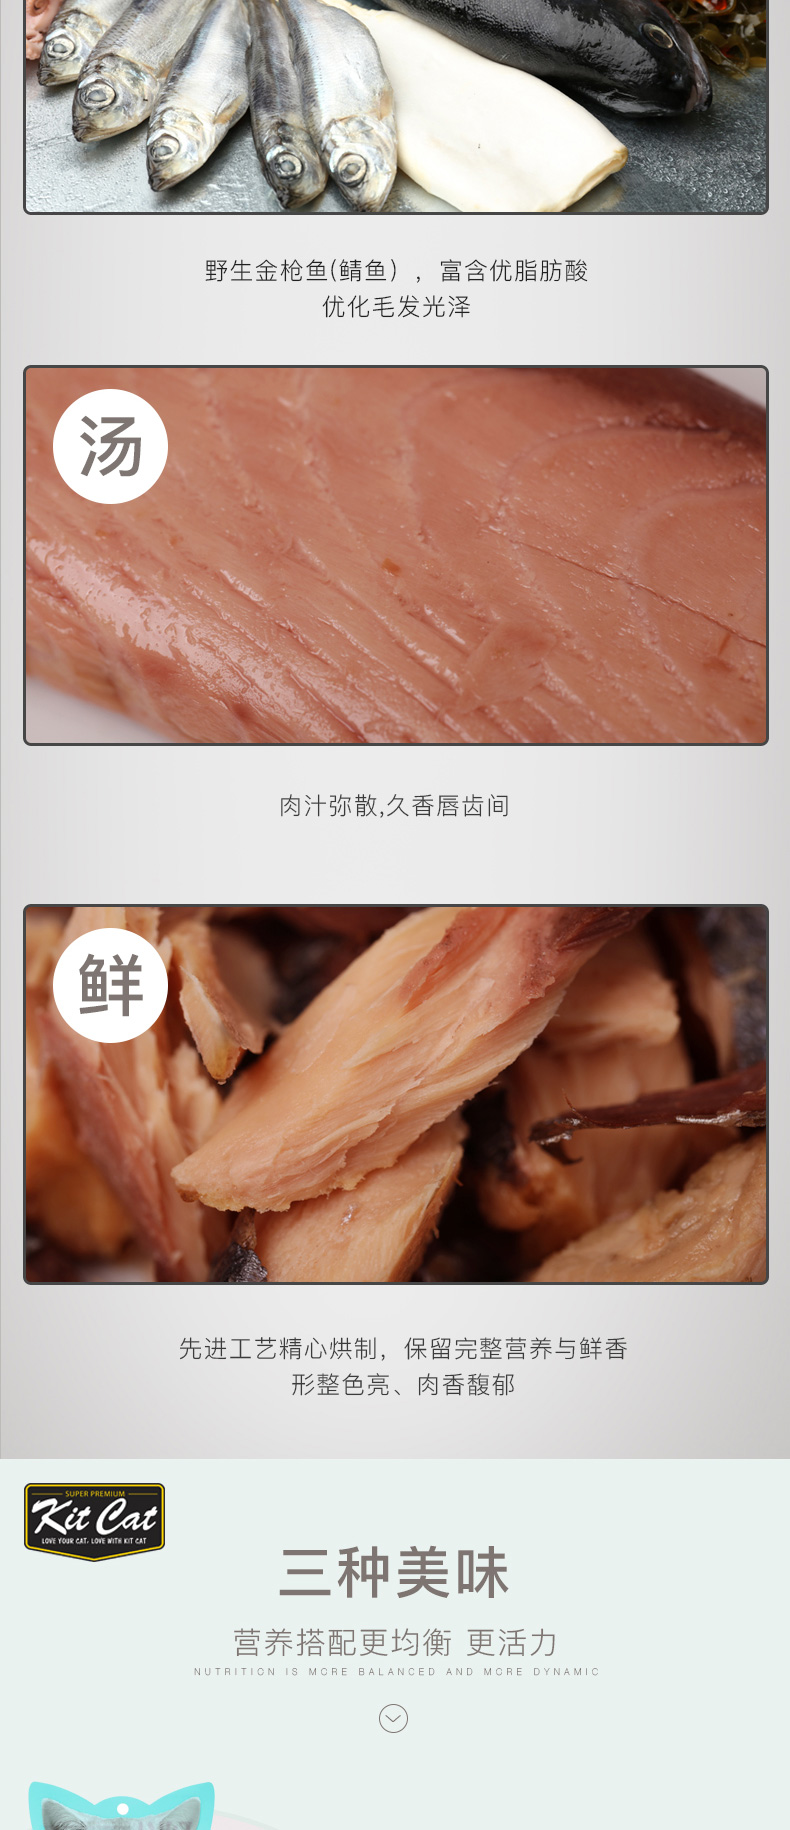 野生金枪鱼(鲭鱼），富含优脂肪酸
优化毛发光泽
汤
肉汁弥散,久香唇齿间
鲜
先进工艺精心烘制，保留完整营养与鲜香
形整色亮、肉香馥郁
SUPER PREMIUM
Kit Cat
LOVE YOUR CAT, LOVE WITH KIT CAT
三种美味
营养搭配更均衡 更活力
NUTRITION IS MORE BALANCED AND MORE DYNAMIC